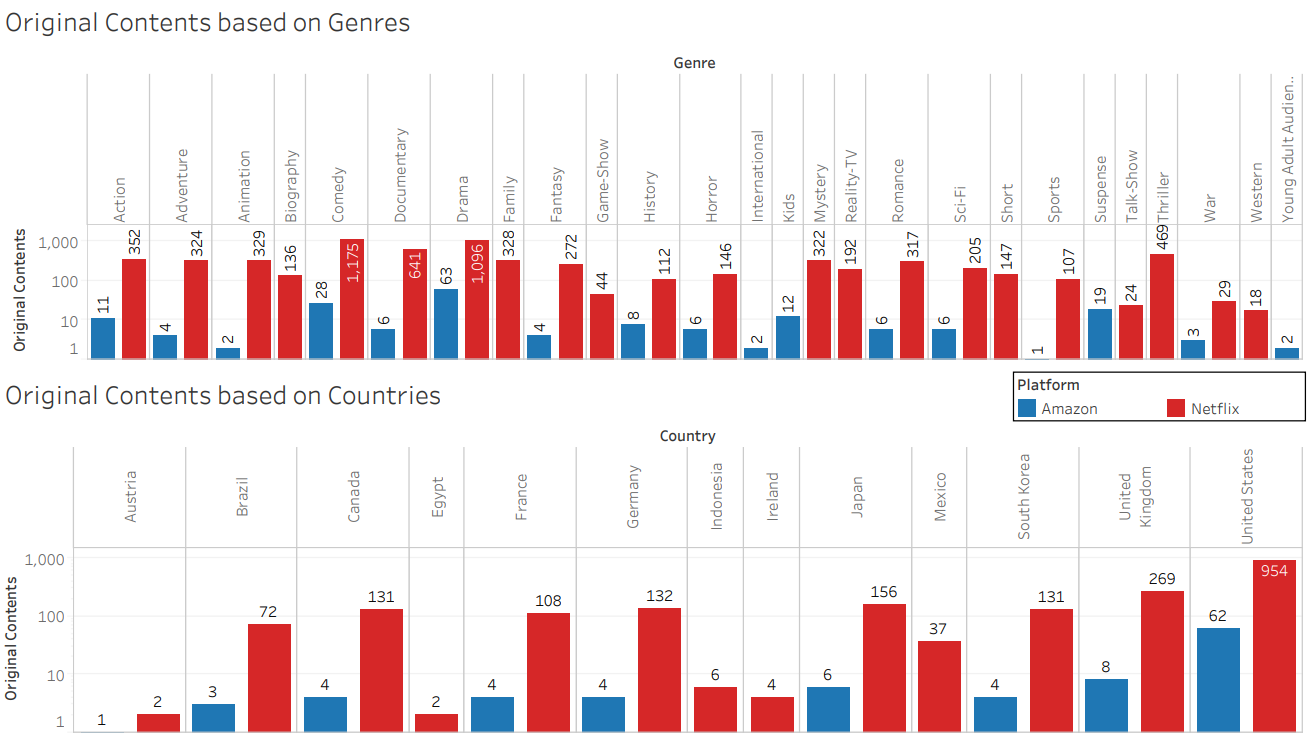 Original Contents based on Genres
Genre
Original Contents
1,000
100
10
1
Action
Adventure
Animation
Biography
Comedy
Documentary
Drama
Family
Fantasy
Game-Show
History
Horror
International
Kids
Mystery
Reality-TV
Romance
Sci-Fi
Short
Sports
Suspense
Talk-Show
Thriller
War
Western
Young Adult Audien..
11
352
4
324
2
329
136
28
1,175
6
641
63
1,096
328
4
272
44
8
112
6
146
2
12
322
192
6
317
6
205
147
1
107
19
24
469
3
29
18
2
Platform
Amazon
Netflix
Original Contents based on Countries
Country
Original Contents
1,000
100
10
1
Austria
Brazil
Canada
Egypt
France
Germany
Indonesia
Ireland
Japan
Mexico
South Korea
United
Kingdom
United States
1
2
3
72
4
131
2
4
108
4
132
6
4
6
156
37
4
131
8
269
62
954